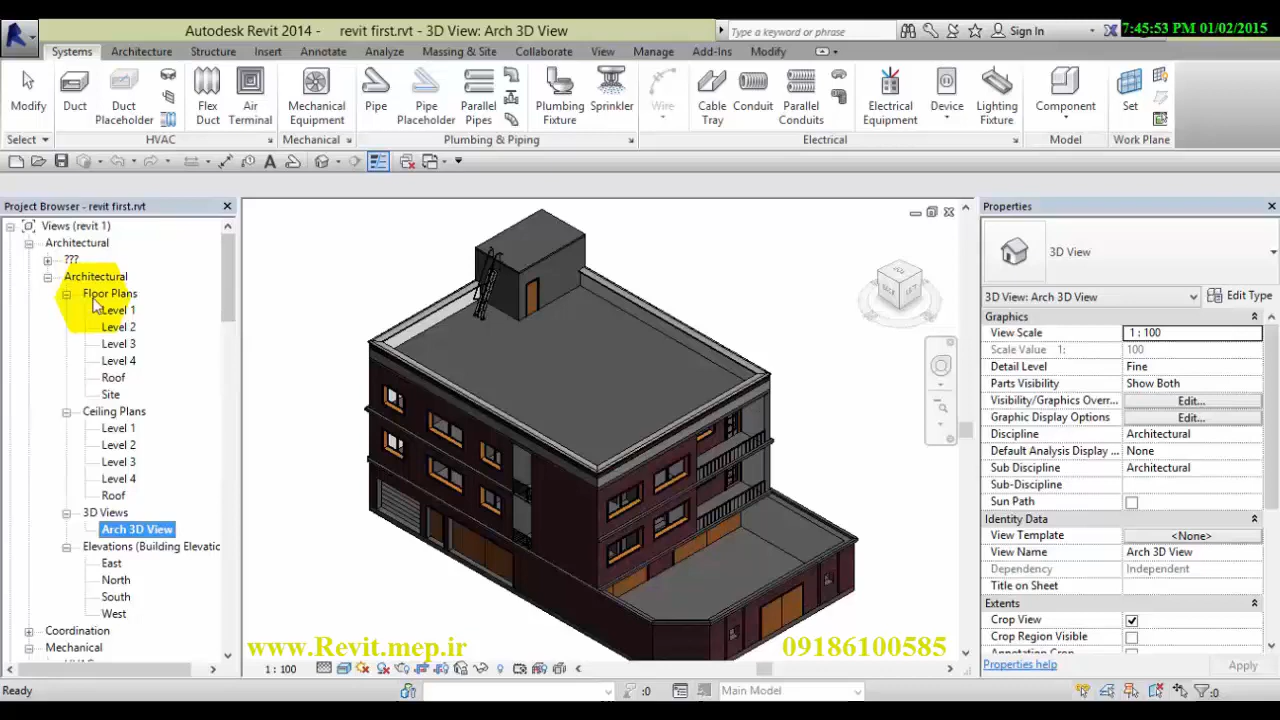 Autodesk Revit 2014 - revit first.rvt - 3D View: Arch 3D View
Type a keyword or phrase
Sign In
7:45:53 PM 01/02/2015
Systems Architecture Structure Insert Annotate Analyze Massing & Site Collaborate View Manage Add-Ins Modify
Modify
Duct
Duct Placeholder
Flex Duct
Air Terminal
Mechanical Equipment
Pipe
Pipe Placeholder
Parallel Pipes
Plumbing Fixture
Sprinkler
Wire
Cable Tray
Conduit
Parallel Conduits
Electrical Equipment
Device
Lighting Fixture
Component
Set
Select
HVAC
Mechanical
Plumbing & Piping
Electrical
Model
Work Plane
Project Browser - revit first.rvt
Views (revit 1)
Architectural
???
Architectural
Floor Plans
Level 1
Level 2
Level 3
Level 4
Roof
Site
Ceiling Plans
Level 1
Level 2
Level 3
Level 4
Roof
3D Views
Arch 3D View
Elevations (Building Elevatic
East
North
South
West
Coordination
Mechanical
BACK
LEFT
www.Revit.mep.ir
09186100585
1 : 100
Properties
3D View
3D View: Arch 3D View
Edit Type
Graphics
View Scale 1 : 100
Scale Value 1: 100
Detail Level Fine
Parts Visibility Show Both
Visibility/Graphics Overr... Edit...
Graphic Display Options Edit...
Discipline Architectural
Default Analysis Display ... None
Sub Discipline Architectural
Sub-Discipline
Sun Path
Identity Data
View Template <None>
View Name Arch 3D View
Dependency Independent
Title on Sheet
Extents
Crop View
Crop Region Visible
Properties help
Apply
Ready
:0
Main Model
:0